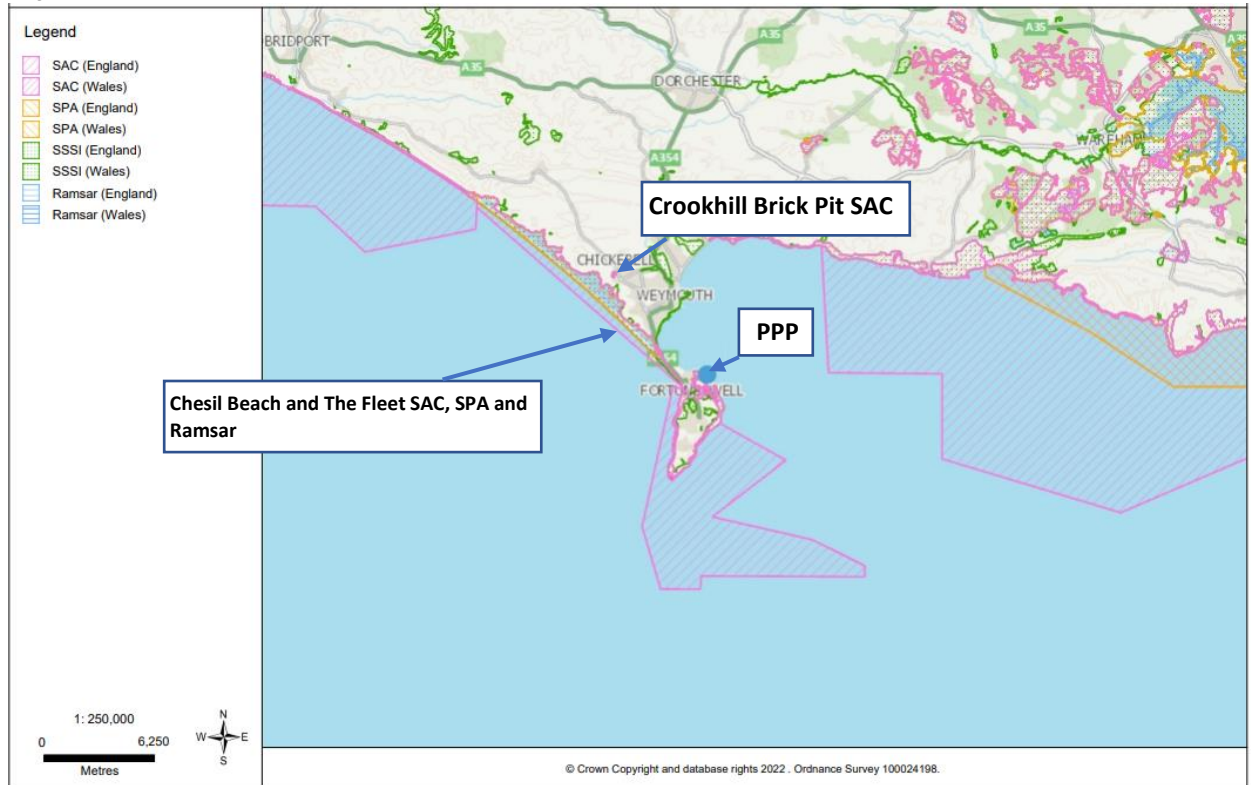 Legend
SAC (England)
SAC (Wales)
SPA (England)
SPA (Wales)
SSSI (England)
SSSI (Wales)
Ramsar (England)
Ramsar (Wales)
BRIDPORT
A35
A35
A35
DORCHESTER
A354
WAREHAM
Crookhill Brick Pit SAC
CHICKERELL
WEYMOUTH
PPP
Chesil Beach and The Fleet SAC, SPA and
Ramsar
1: 250,000
0 6,250
Metres
N
W E
S
© Crown Copyright and database rights 2022 . Ordnance Survey 100024198.